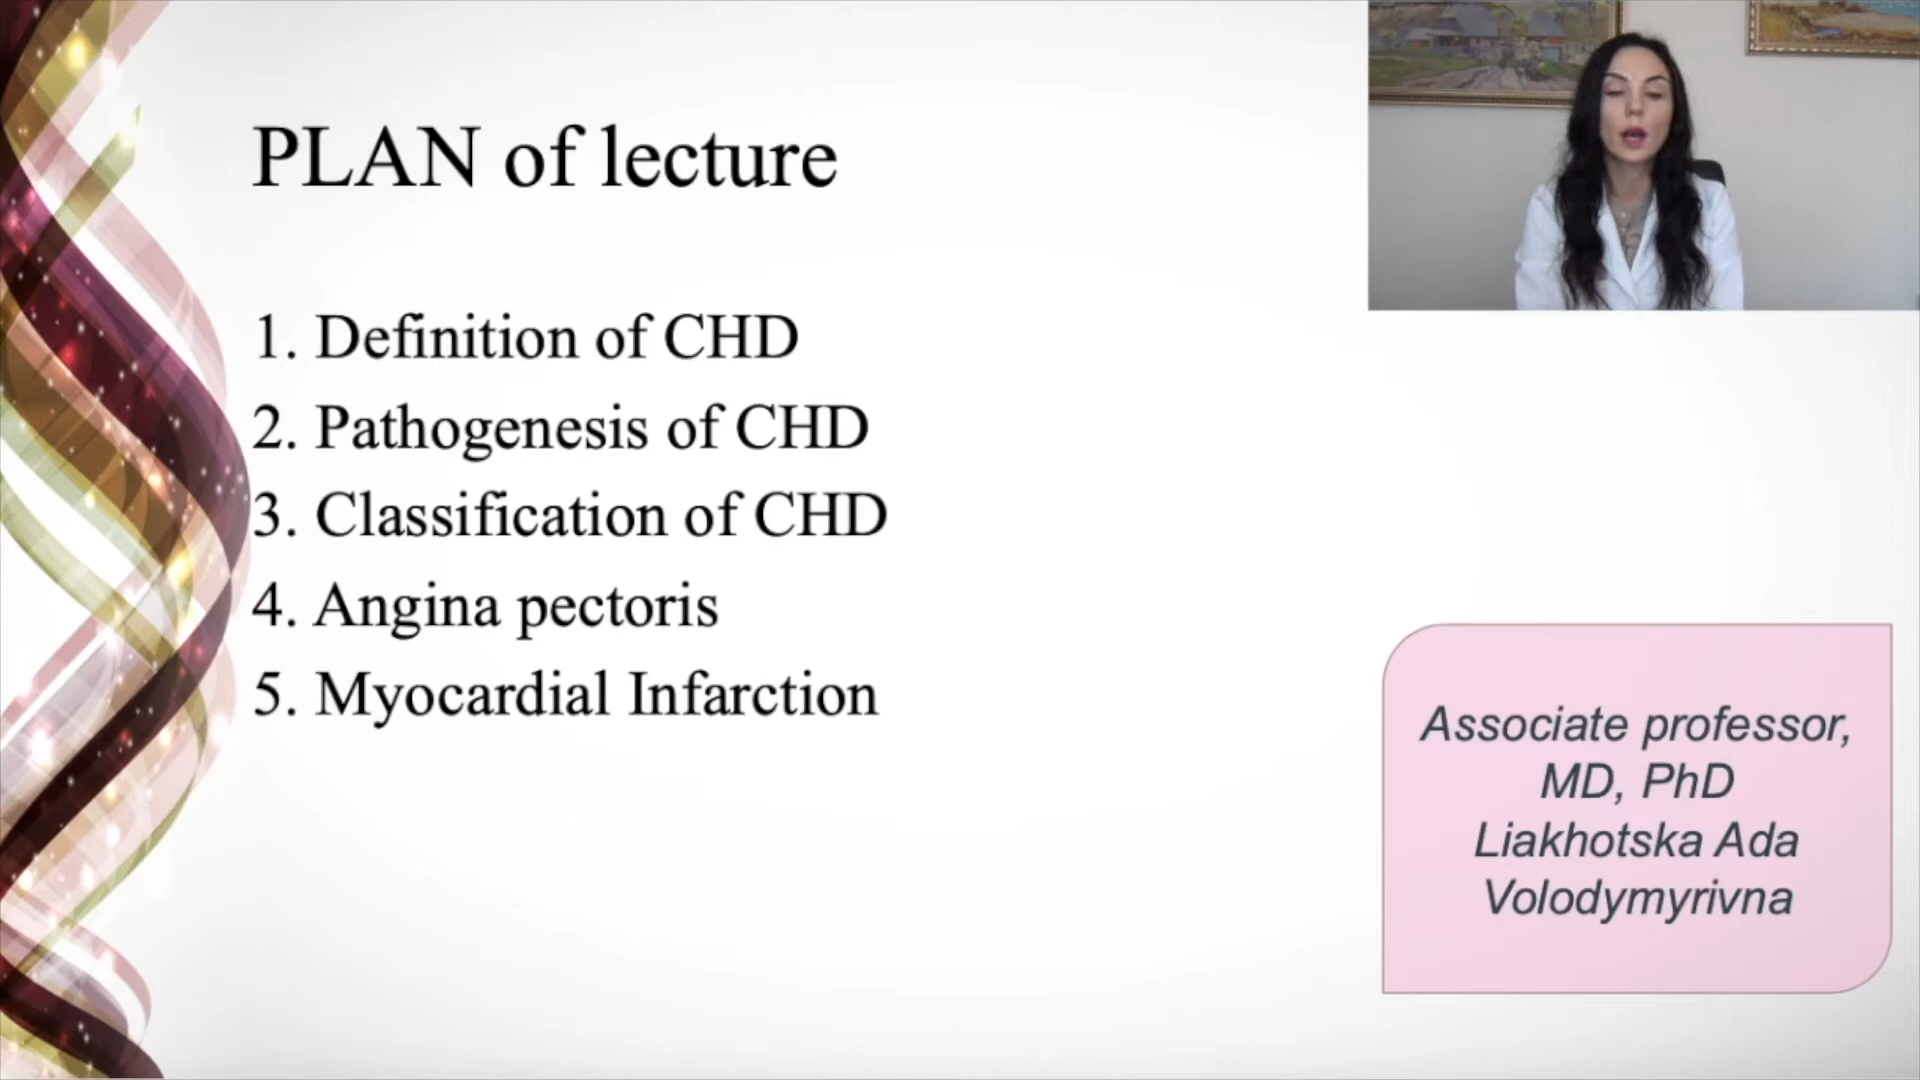 PLAN of lecture
1. Definition of CHD
2. Pathogenesis of CHD
3. Classification of CHD
4. Angina pectoris
5. Myocardial Infarction
Associate professor,
MD, PhD
Liakhotska Ada
Volodymyrivna